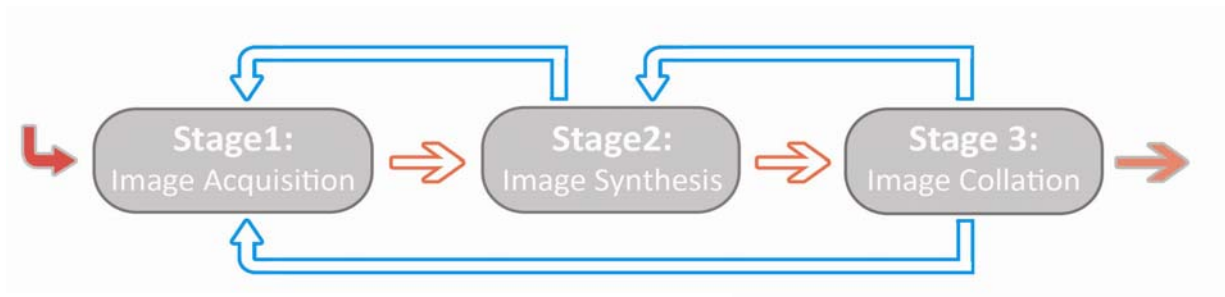 Stage1:
Image Acquisition
Stage2:
Image Synthesis
Stage 3:
Image Collation